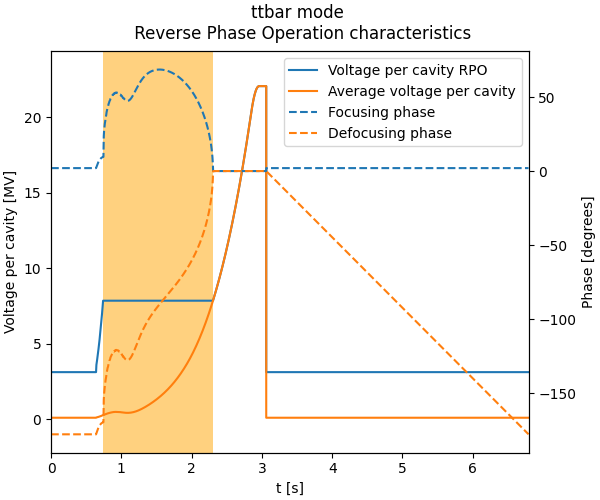 ttbar mode
Reverse Phase Operation characteristics
Voltage per cavity RPO
Average voltage per cavity
Focusing phase
Defocusing phase
Voltage per cavity [MV]
20
15
10
5
0
50
0
−50
−100
−150
Phase [degrees]
0 1 2 3 4 5 6
t [s]